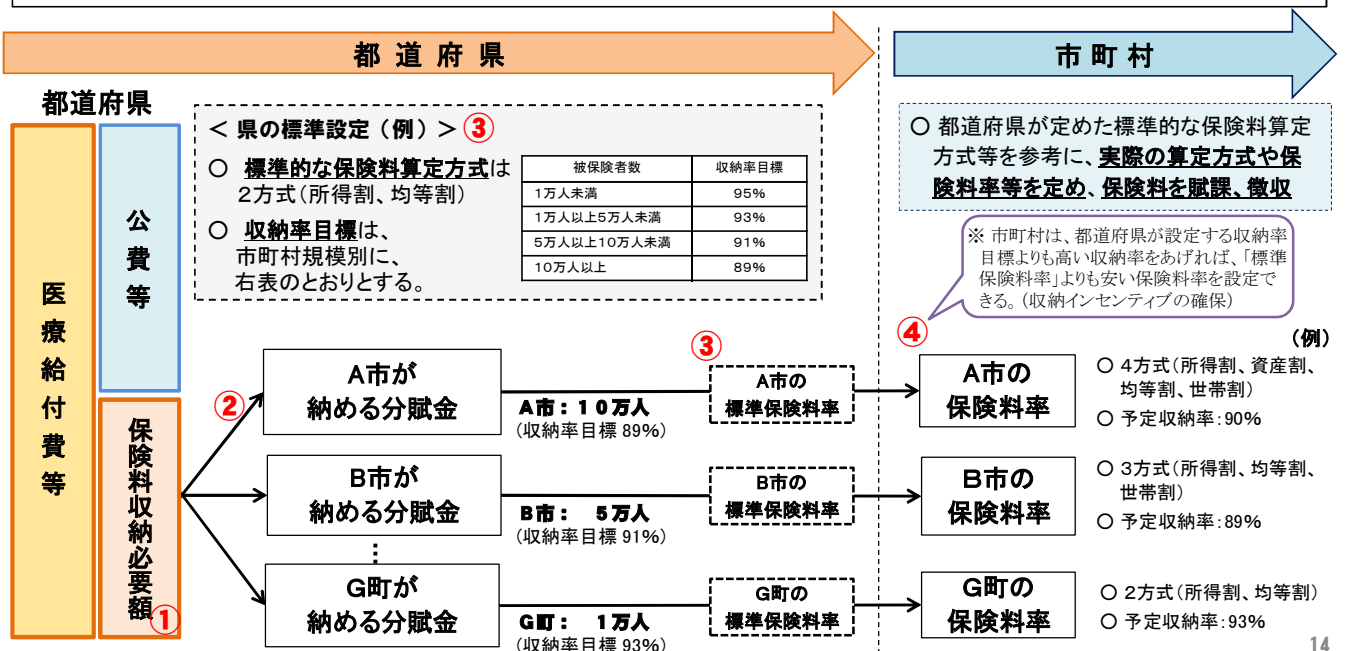 都道府県
市町村
都道府県
医療給付費等
公費等
保険料収納必要額
①
＜ 県の標準設定（例）＞ ③
○ 標準的な保険料算定方式は
２方式（所得割、均等割）
○ 収納率目標は、
市町村規模別に、
右表のとおりとする。
被保険者数 収納率目標
1万人未満 95%
1万人以上5万人未満 93%
5万人以上10万人未満 91%
10万人以上 89%
○ 都道府県が定めた標準的な保険料算定
方式等を参考に、実際の算定方式や保
険料率等を定め、保険料を賦課、徴収
※ 市町村は、都道府県が設定する収納率
目標よりも高い収納率をあげれば、「標準
保険料率」よりも安い保険料率を設定で
きる。（収納インセンティブの確保）
②
③
④
（例）
A市が
納める分賦金
A市：１０万人
（収納率目標 89%）
A市の
標準保険料率
A市の
保険料率
○ 4方式（所得割、資産割、
均等割、世帯割）
○ 予定収納率：90%
B市が
納める分賦金
B市： ５万人
（収納率目標 91%）
B市の
標準保険料率
B市の
保険料率
○ 3方式（所得割、均等割、
世帯割）
○ 予定収納率：89%
⋮
G町が
納める分賦金
G町： １万人
（収納率目標 93%）
G町の
標準保険料率
G町の
保険料率
○ 2方式（所得割、均等割）
○ 予定収納率：93%
14